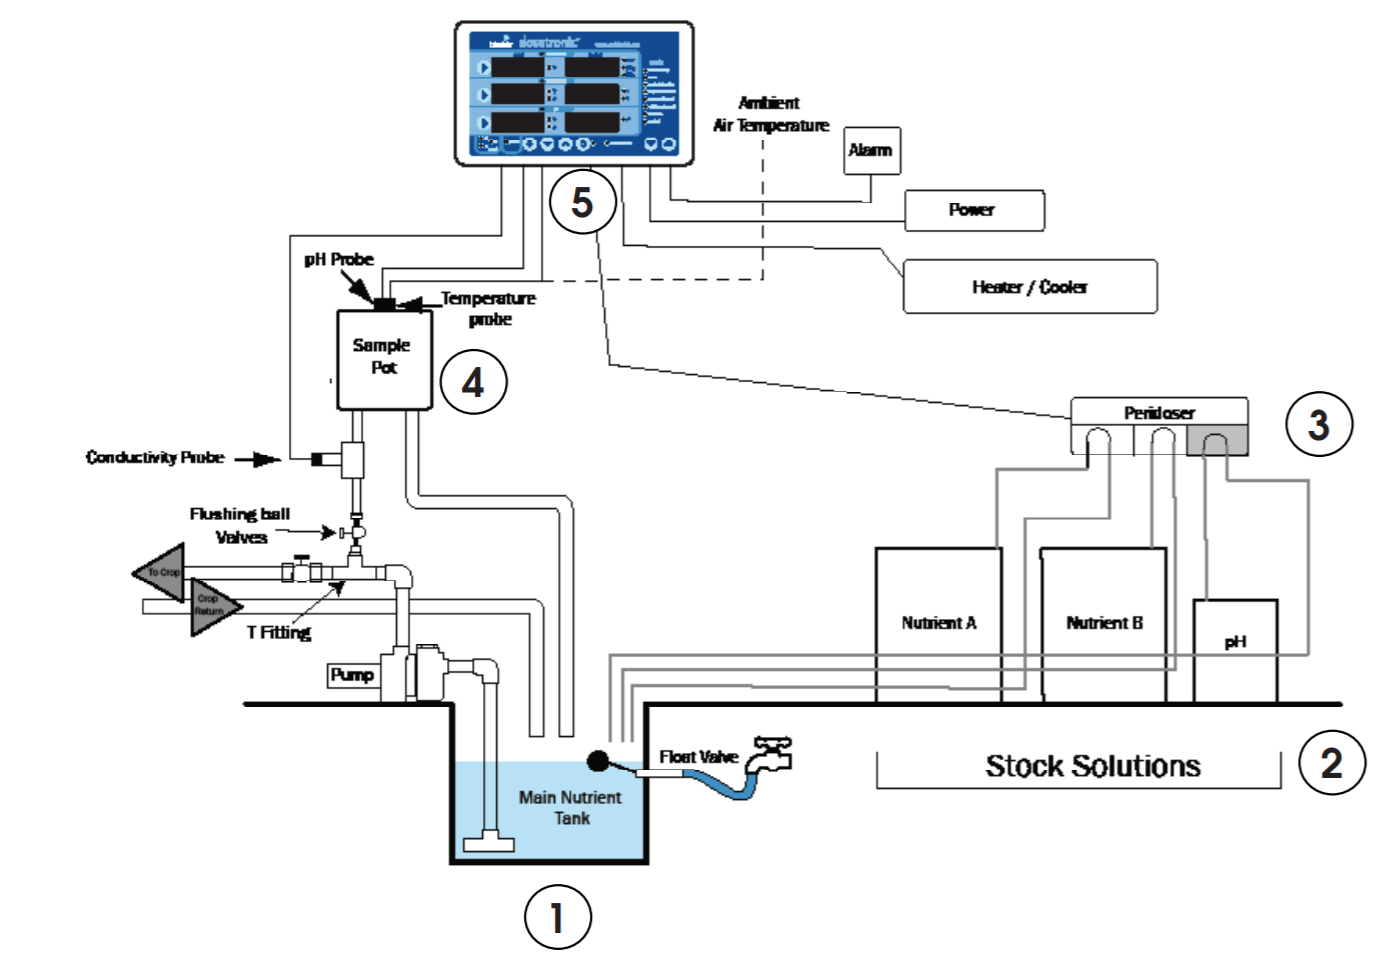 dosetronic
Ambient
Air Temperature
Alarm
5
Power
pH Probe
Heater / Cooler
Temperature
probe
Sample
Pot
4
Peridoser
3
Conductivity Probe
Flushing ball
Valves
To Crop
Crop
Return
T Fitting
Nutrient A
Nutrient B
pH
Pump
Float Valve
Stock Solutions
2
Main Nutrient
Tank
1